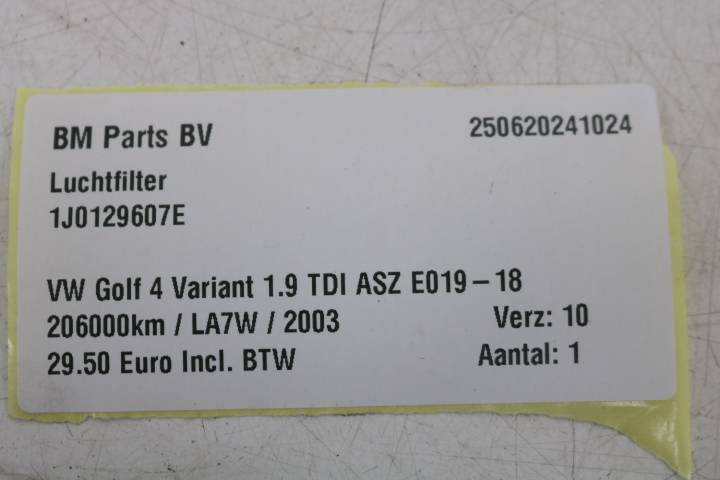 BM Parts BV 250620241024
Luchtfilter
1J0129607E
VW Golf 4 Variant 1.9 TDI ASZ E019-18
206000km / LA7W / 2003 Verz: 10
29.50 Euro Incl. BTW Aantal: 1